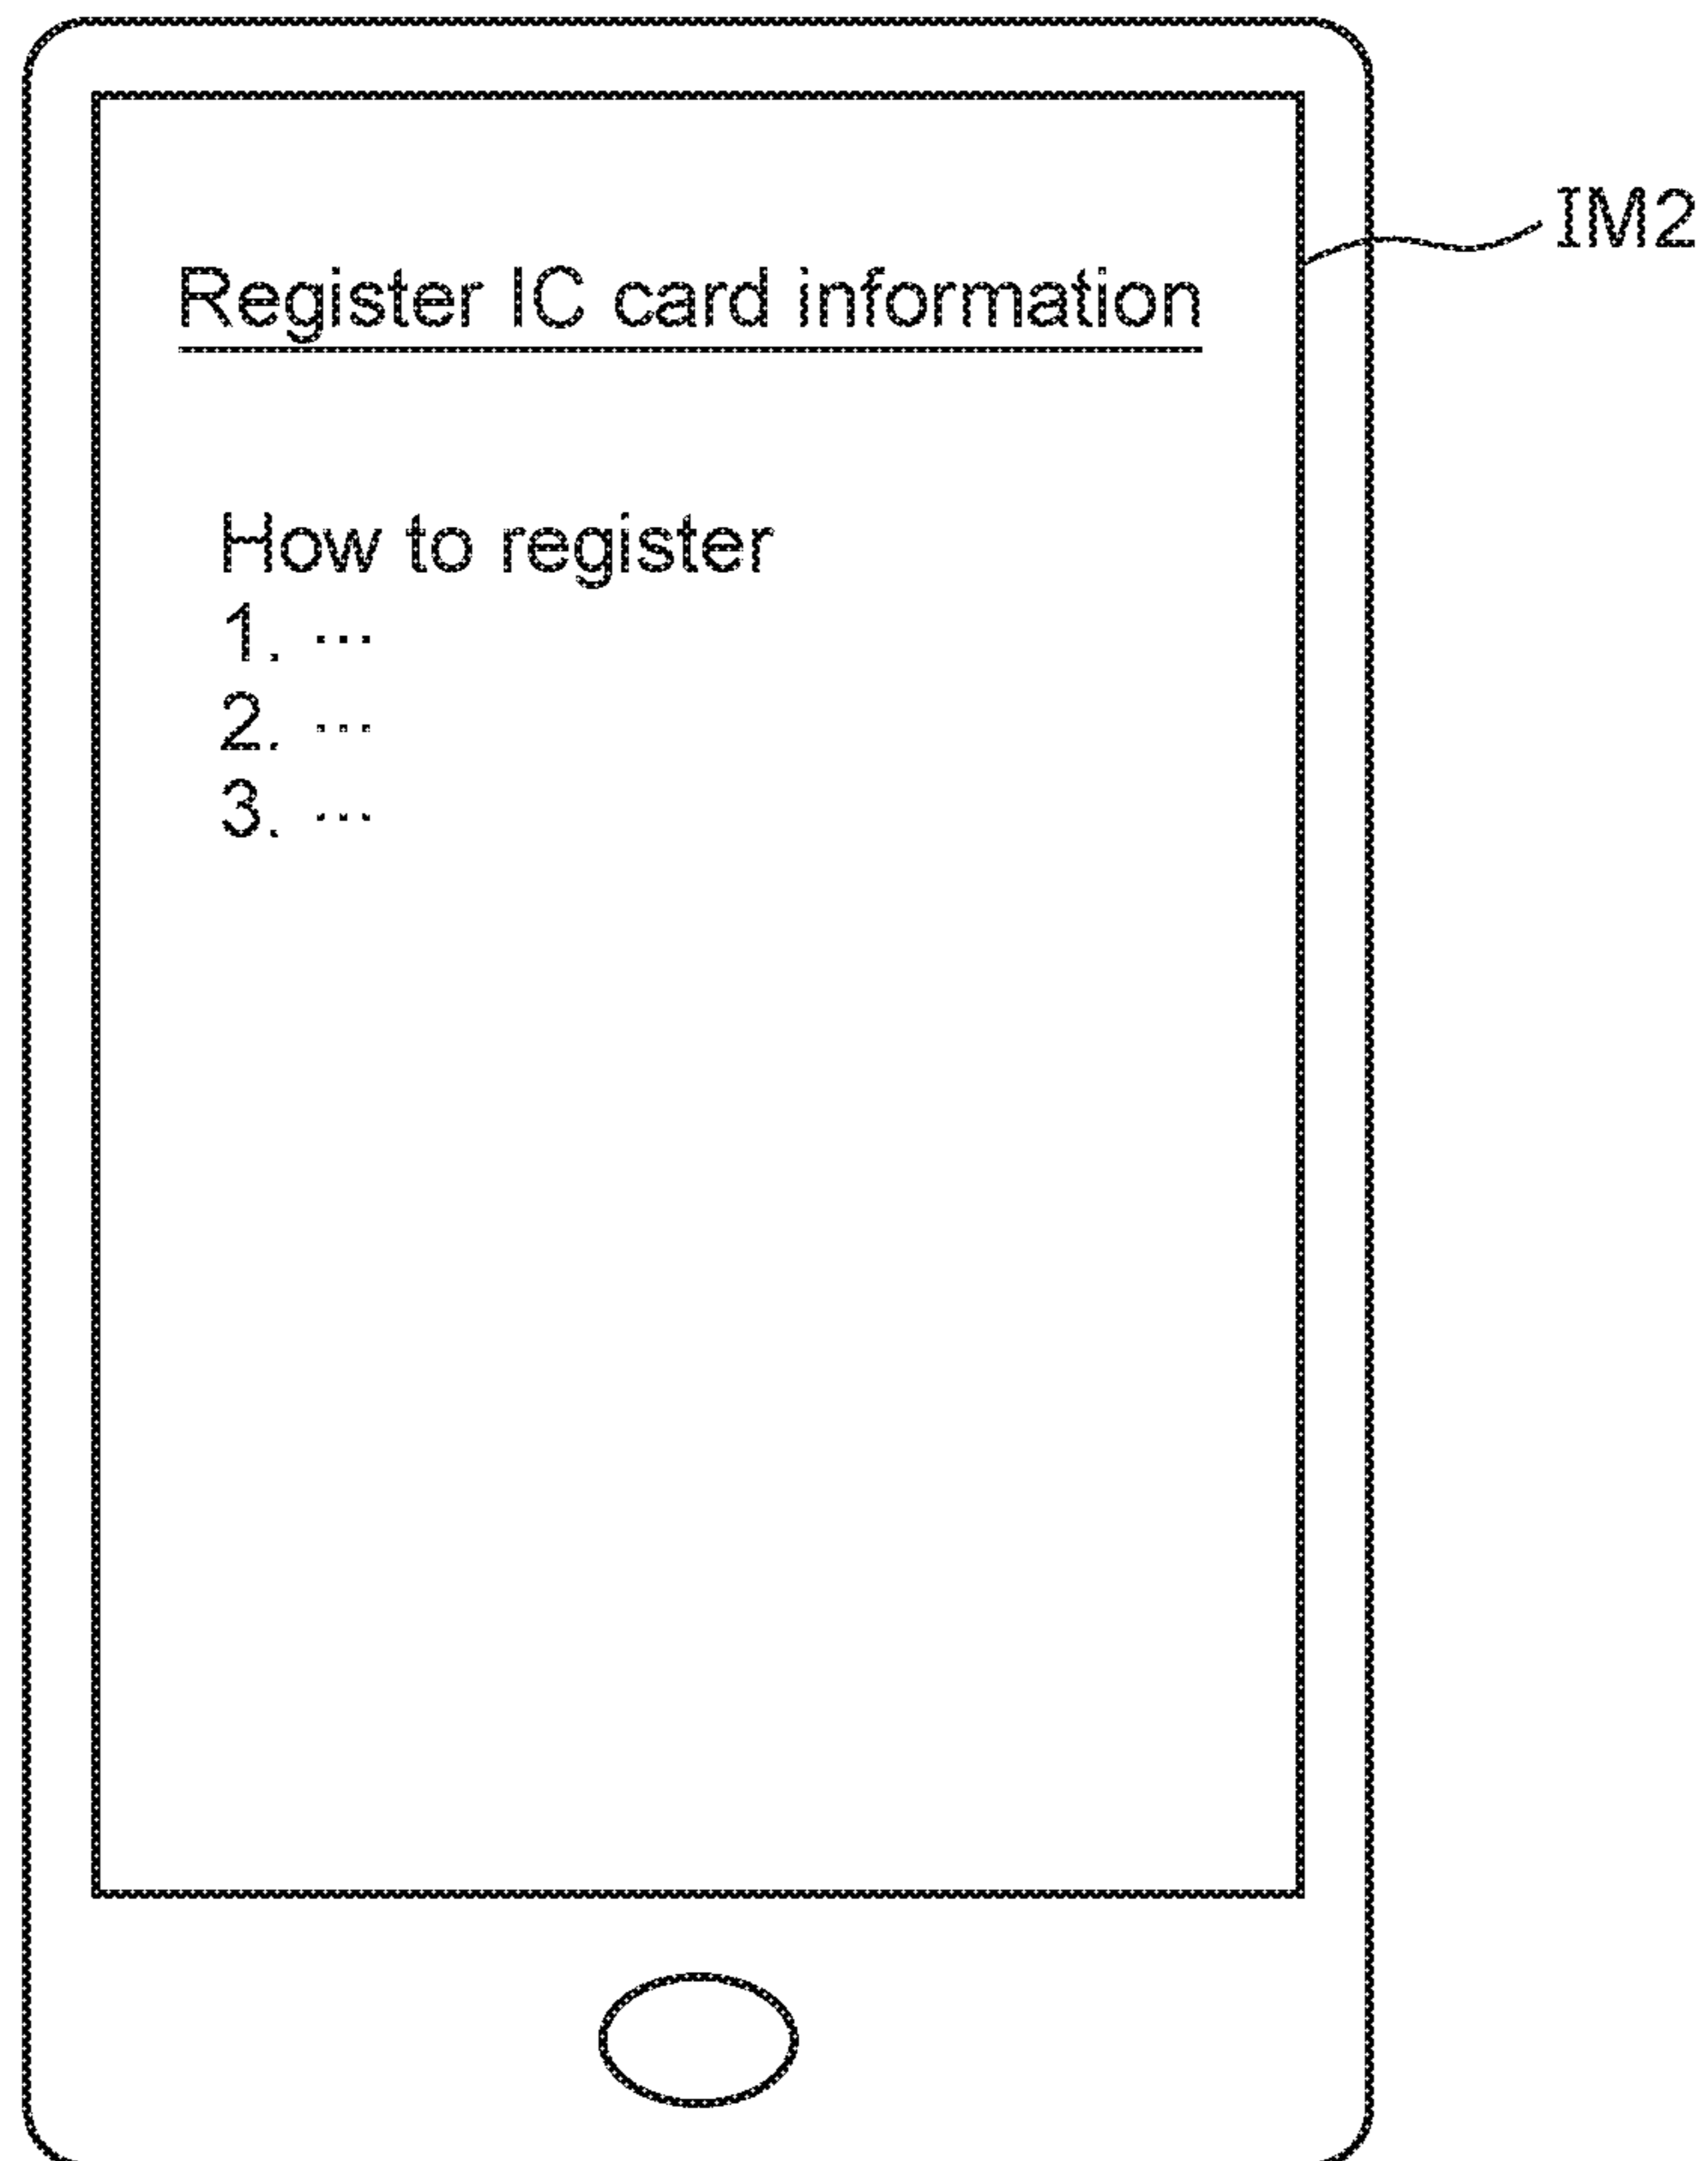 IM2
Register IC card information
How to register
1. ...
2. ...
3. ...